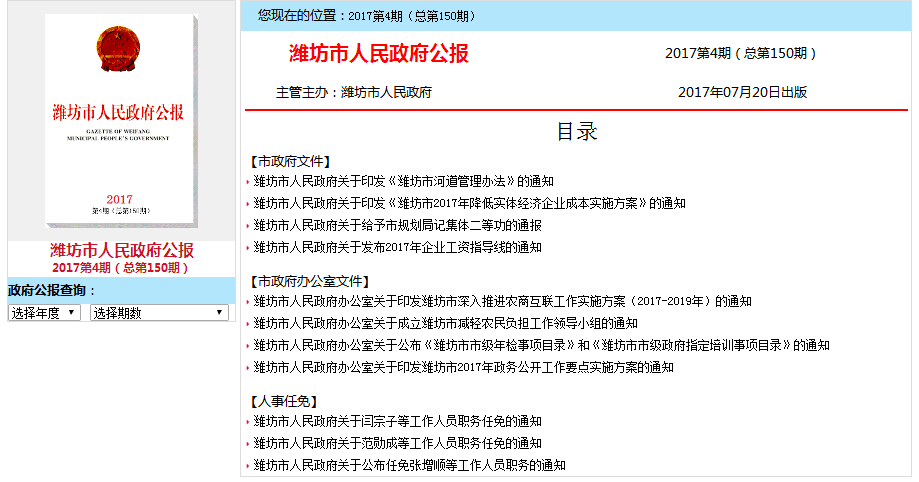 潍坊市人民政府公报
GAZETTE OF WEIFANG
MUNICIPAL PEOPLE'S GOVERNMENT
2017
第4期(总第150期)
潍坊市人民政府公报
2017第4期(总第150期)
政府公报查询:
选择年度 选择期数
您现在的位置:2017第4期(总第150期)
潍坊市人民政府公报 2017第4期(总第150期)
主管主办:潍坊市人民政府 2017年07月20日出版
目录
【市政府文件】
潍坊市人民政府关于印发《潍坊市河道管理办法》的通知
潍坊市人民政府关于印发《潍坊市2017年降低实体经济企业成本实施方案》的通知
潍坊市人民政府关于给予市规划局记集体二等功的通报
潍坊市人民政府关于发布2017年企业工资指导线的通知
【市政府办公室文件】
潍坊市人民政府办公室关于印发潍坊市深入推进农商互联工作实施方案(2017-2019年)的通知
潍坊市人民政府办公室关于成立潍坊市减轻农民负担工作领导小组的通知
潍坊市人民政府办公室关于公布《潍坊市市级年检事项目录》和《潍坊市市级政府指定培训事项目录》的通知
潍坊市人民政府办公室关于印发潍坊市2017年政务公开工作要点实施方案的通知
【人事任免】
潍坊市人民政府关于闫宗子等工作人员职务任免的通知
潍坊市人民政府关于范勋成等工作人员职务任免的通知
潍坊市人民政府关于公布任免张增顺等工作人员职务的通知